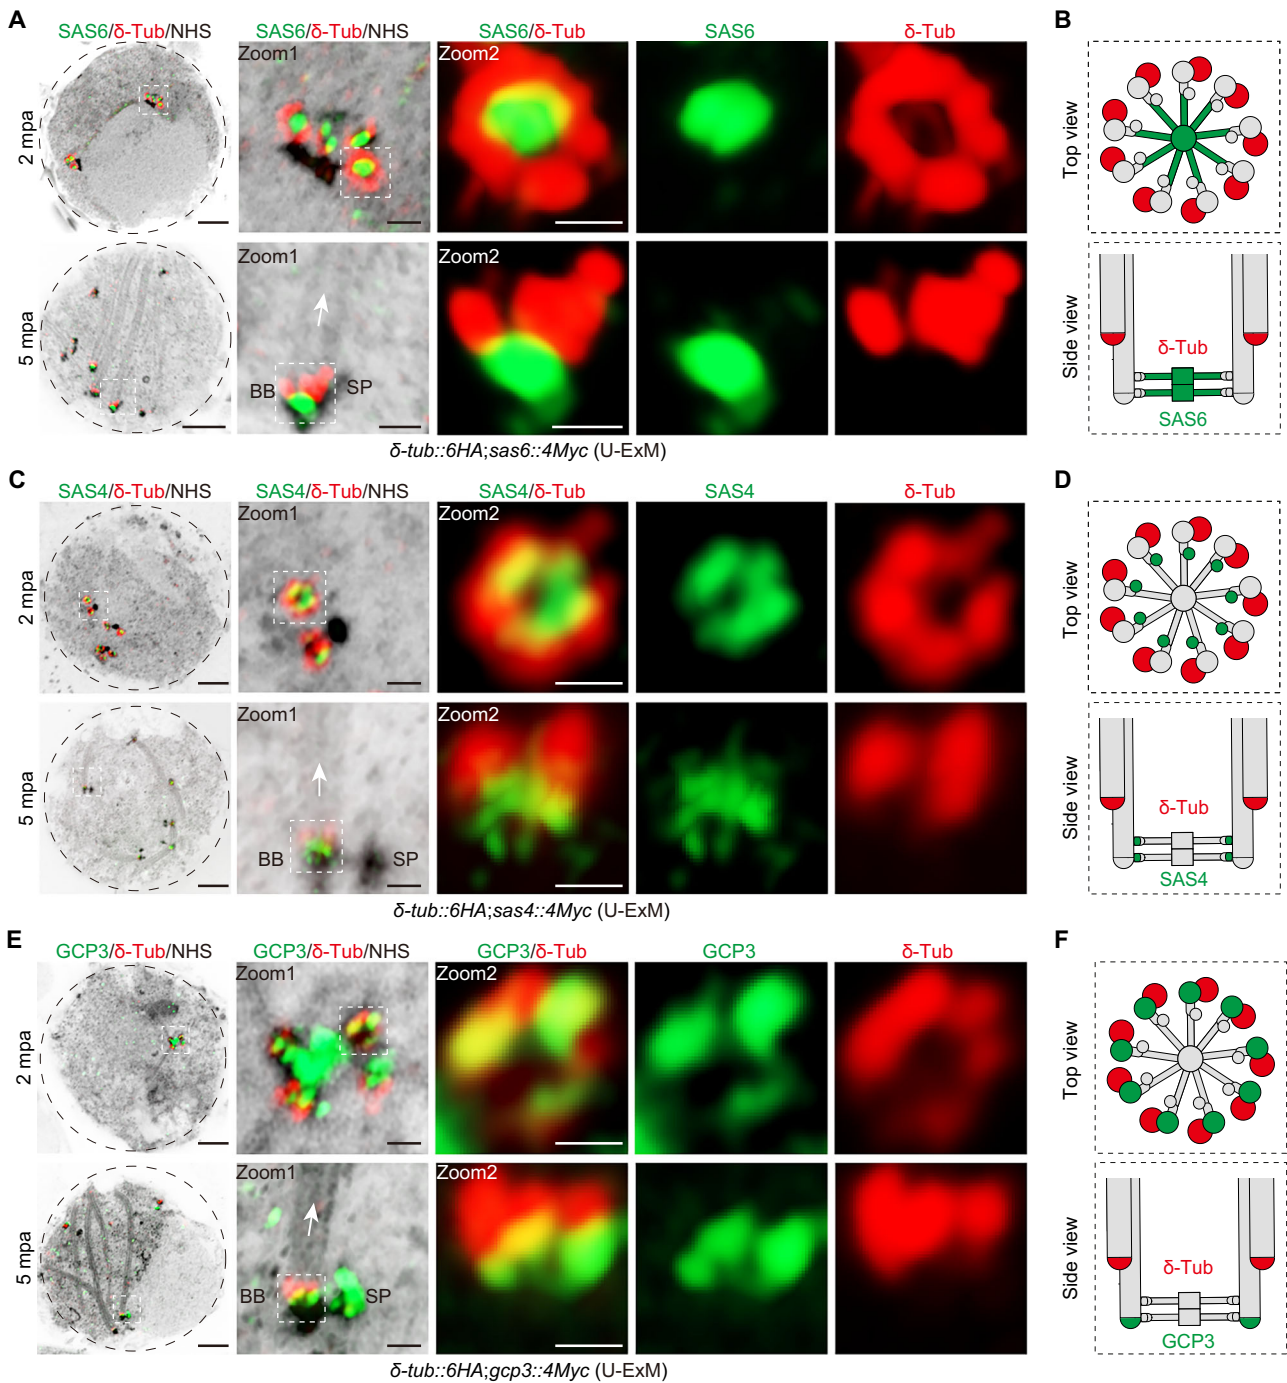 A
SAS6/δ-Tub/NHS
SAS6/δ-Tub/NHS
SAS6/δ-Tub
SAS6
δ-Tub
B
2 mpa
Zoom1
Zoom2
Top view
5 mpa
Zoom1
BB
SP
Zoom2
Side view
δ-Tub
SAS6
δ-tub::6HA;sas6::4Myc (U-ExM)
C
SAS4/δ-Tub/NHS
SAS4/δ-Tub/NHS
SAS4/δ-Tub
SAS4
δ-Tub
D
2 mpa
Zoom1
Zoom2
Top view
5 mpa
Zoom1
BB
SP
Zoom2
Side view
δ-Tub
SAS4
δ-tub::6HA;sas4::4Myc (U-ExM)
E
GCP3/δ-Tub/NHS
GCP3/δ-Tub/NHS
GCP3/δ-Tub
GCP3
δ-Tub
F
2 mpa
Zoom1
Zoom2
Top view
5 mpa
Zoom1
BB
SP
Zoom2
Side view
δ-Tub
GCP3
δ-tub::6HA;gcp3::4Myc (U-ExM)